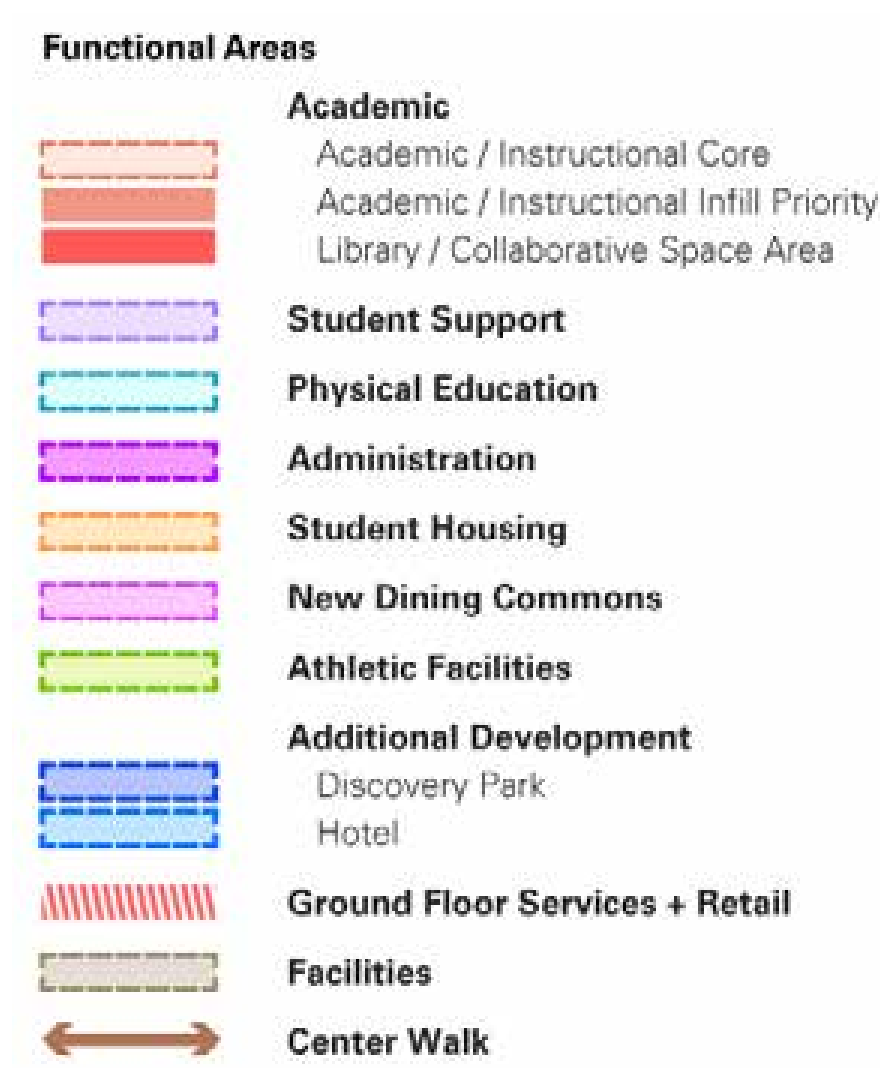 Functional Areas
Academic
Academic / Instructional Core
Academic / Instructional Infill Priority
Library / Collaborative Space Area
Student Support
Physical Education
Administration
Student Housing
New Dining Commons
Athletic Facilities
Additional Development
Discovery Park
Hotel
Ground Floor Services + Retail
Facilities
Center Walk